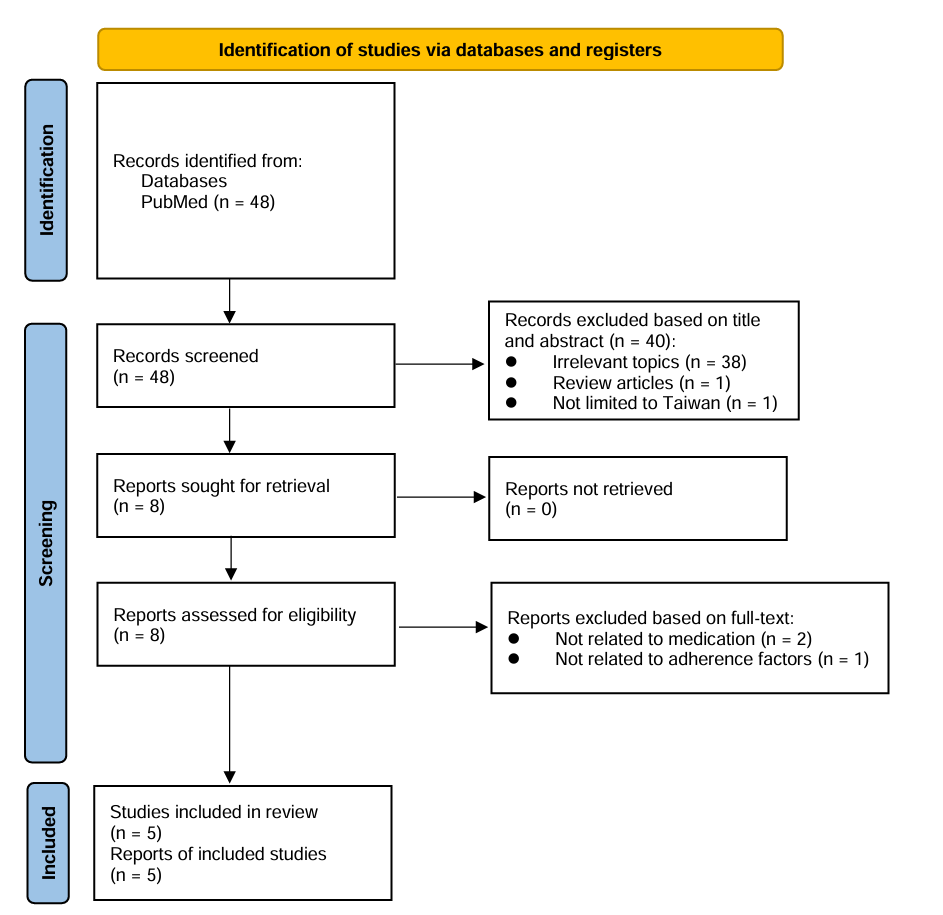 Identification of studies via databases and registers
Identification
Records identified from:
Databases
PubMed (n = 48)
Screening
Records screened
(n = 48)
Records excluded based on title
and abstract (n = 40):
● Irrelevant topics (n = 38)
● Review articles (n = 1)
● Not limited to Taiwan (n = 1)
Reports sought for retrieval
(n = 8)
Reports not retrieved
(n = 0)
Reports assessed for eligibility
(n = 8)
Reports excluded based on full-text:
● Not related to medication (n = 2)
● Not related to adherence factors (n = 1)
Included
Studies included in review
(n = 5)
Reports of included studies
(n = 5)